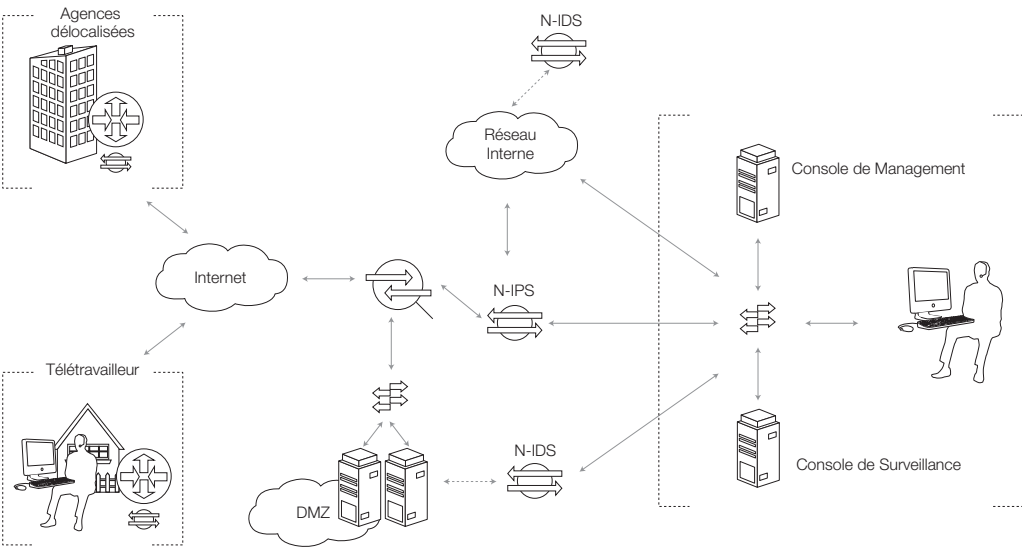 Agences
délocalisées
N-IDS
Réseau
Interne
Console de Management
Internet
N-IPS
Télétravailleur
N-IDS
Console de Surveillance
DMZ